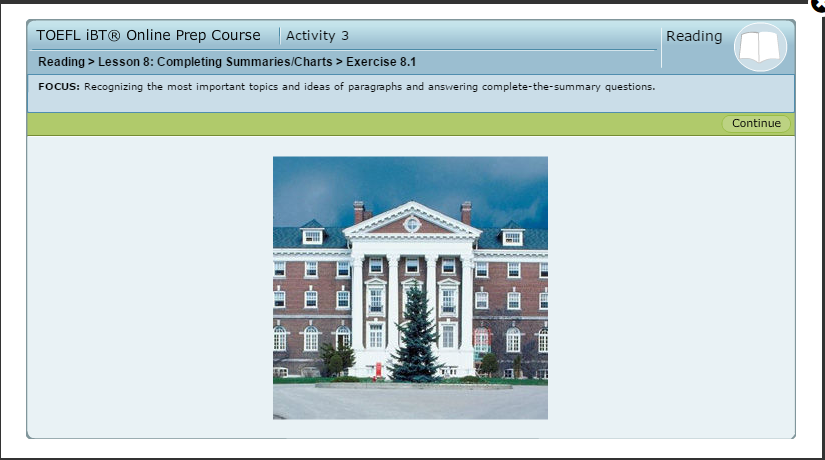 TOEFL iBT® Online Prep Course
Activity 3
Reading
Reading > Lesson 8: Completing Summaries/Charts > Exercise 8.1
FOCUS: Recognizing the most important topics and ideas of paragraphs and answering complete-the-summary questions.
Continue